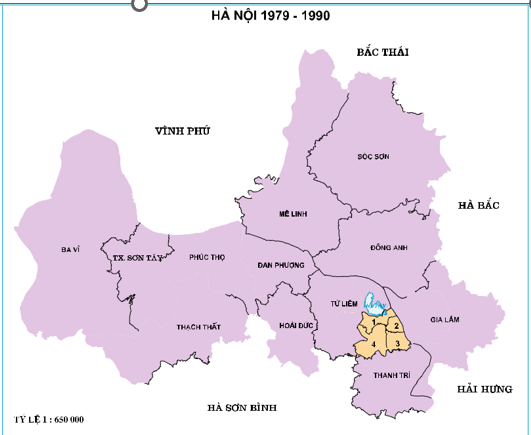 HÀ NỘI 1979 - 1990
BẮC THÁI
VĨNH PHÚ
SÓC SƠN
HÀ BẮC
MÊ LINH
BA VÌ
T.X. SƠN TÂY
PHÚC THỌ
ĐÔNG ANH
ĐAN PHƯỢNG
TỪ LIÊM
GIA LÂM
THẠCH THẤT
HOÀI ĐỨC
1
2
4
3
THANH TRÌ
HẢI HƯNG
HÀ SƠN BÌNH
TỶ LỆ 1 : 650 000